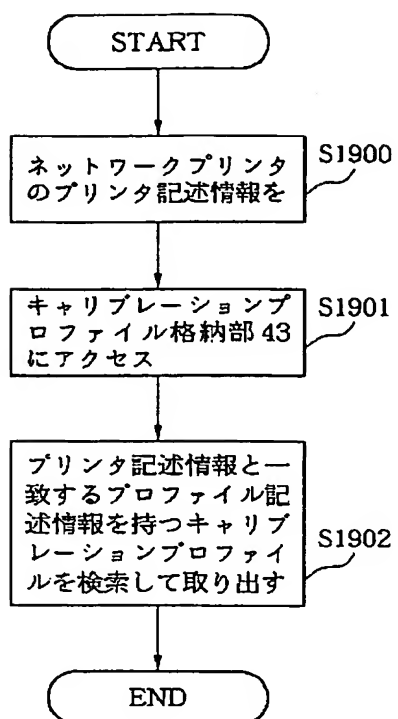 START
ネットワークプリンタ
のプリンタ記述情報を
S1900
キャリブレーションプ
ロファイル格納部43
にアクセス
S1901
プリンタ記述情報と一
致するプロファイル記
述情報を持つキャリブ
レーションプロファイ
ルを検索して取り出す
S1902
END